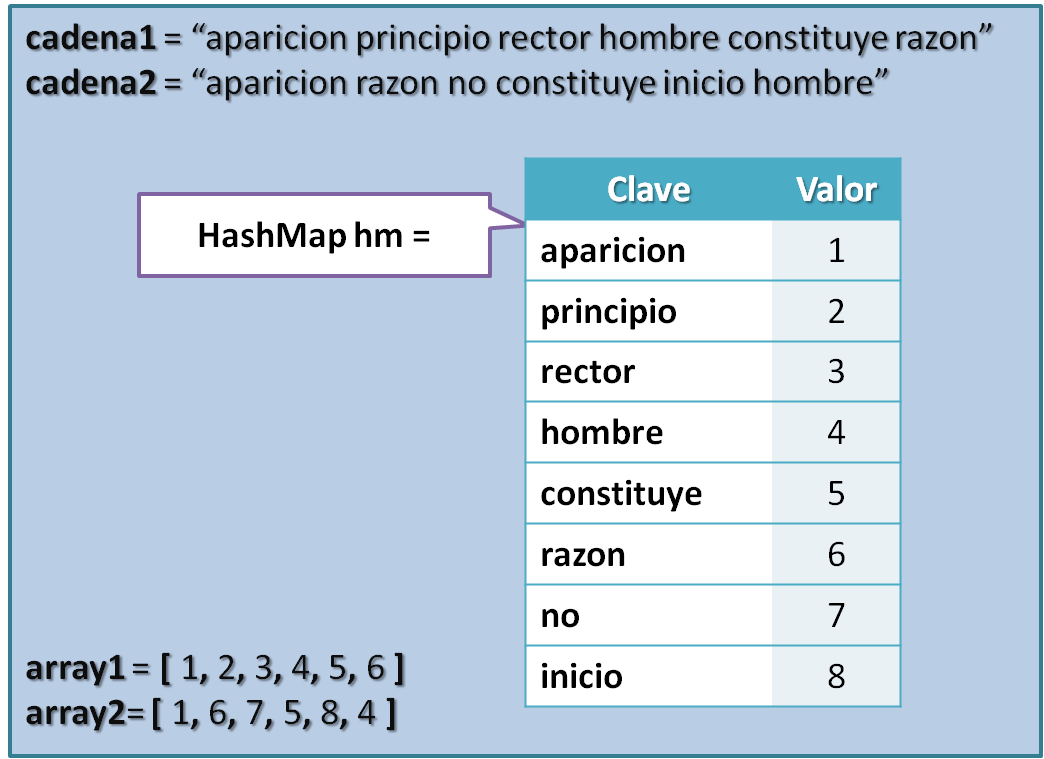 cadena1 = “aparicion principio rector hombre constituye razon”
cadena2 = “aparicion razon no constituye inicio hombre”
HashMap hm =
Clave Valor
aparicion 1
principio 2
rector 3
hombre 4
constituye 5
razon 6
no 7
inicio 8
array1 = [ 1, 2, 3, 4, 5, 6 ]
array2= [ 1, 6, 7, 5, 8, 4 ]